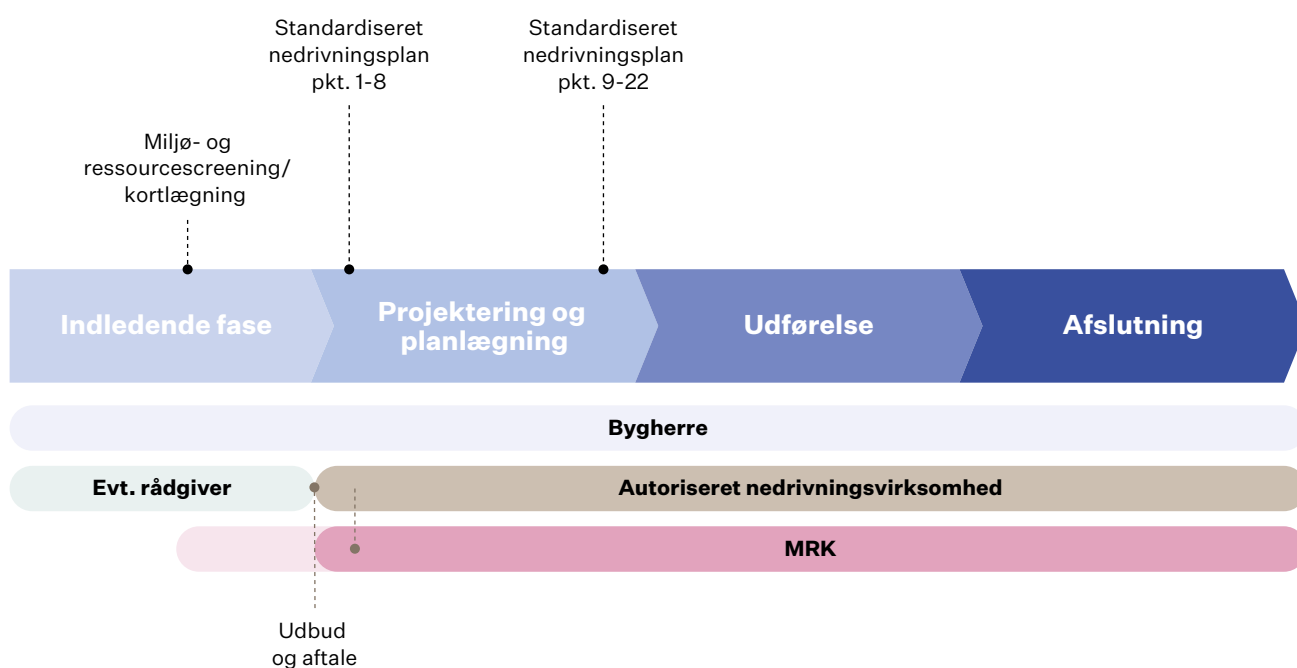 Standardiseret
nedrivningsplan
pkt. 1-8
Standardiseret
nedrivningsplan
pkt. 9-22
Miljø- og
ressourcescreening/
kortlægning
Indledende fase
Projektering og
planlægning
Udførelse
Afslutning
Bygherre
Evt. rådgiver
Autoriseret nedrivningsvirksomhed
MRK
Udbud
og aftale